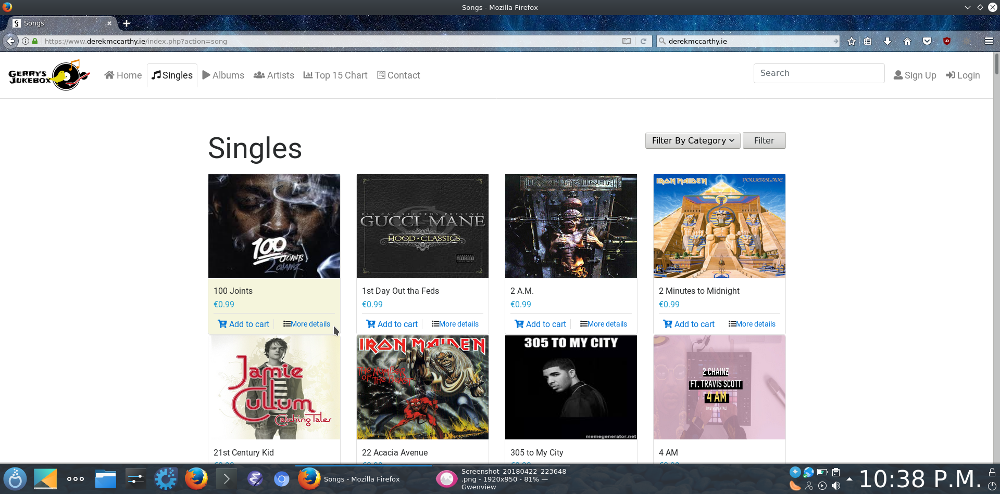 Songs - Mozilla Firefox
Songs
https://www.derekmccarthy.ie/index.php?action=song
derekmccarthy.ie
GERRY'S
JUKEBOX
Home
Singles
Albums
Artists
Top 15 Chart
Contact
Search
Sign Up
Login
Singles
Filter By Category
Filter
100
JOINTS
2 CHAINZ
BIG CAT RECORDS PRESENTS
GUCCI MANE
HOOD·CLASSICS
IRON MAIDEN
THE X FACTOR
IRON MAIDEN
POWERSLAVE
100 Joints
€0.99
Add to cart
More details
1st Day Out tha Feds
€0.99
Add to cart
More details
2 A.M.
€0.99
Add to cart
More details
2 Minutes to Midnight
€0.99
Add to cart
More details
Jamie
Cullum
Catching Tales
IRON MAIDEN
THE NUMBER
OF THE BEAST
305 TO MY CITY
memegenerator.net
2 CHAINZ
FT. TRAVIS SCOTT
4 AM
(INSTRUMENTAL)
21st Century Kid
22 Acacia Avenue
305 to My City
4 AM
Songs - Mozilla Firefox
Screenshot_20180422_223648
.png - 1920x950 - 81% —
Gwenview
10:38 P.M.